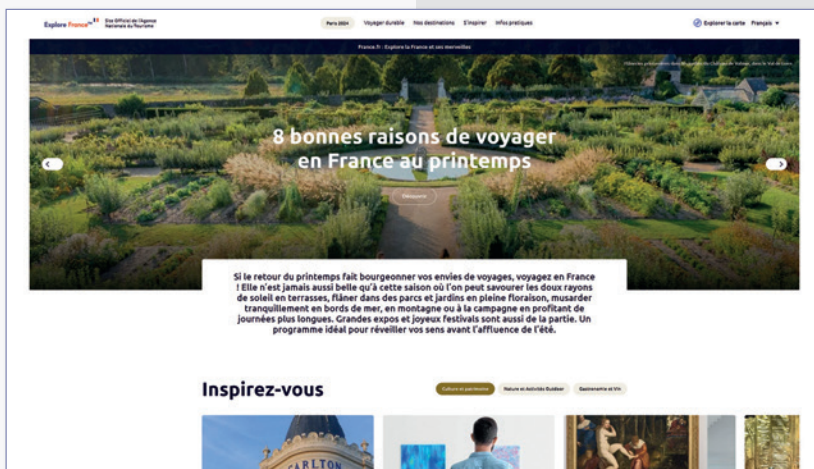 Explore France
Site Officiel de l'Agence
Nationale du Tourisme
Paris 2024
Voyager durable
Nos destinations
S'inspirer
Infos pratiques
Explorer la carte
Français
France.fr : Explore la France et ses merveilles
8 bonnes raisons de voyager
en France au printemps
Découvrir
Si le retour du printemps fait bourgeonner vos envies de voyages, voyagez en France
! Elle n'est jamais aussi belle qu'à cette saison où l'on peut savourer les doux rayons
de soleil en terrasses, flâner dans des parcs et jardins en pleine floraison, musarder
tranquillement en bords de mer, en montagne ou à la campagne en profitant de
journées plus longues. Grandes expos et joyeux festivals sont aussi de la partie. Un
programme idéal pour réveiller vos sens avant l'affluence de l'été.
Inspirez-vous
Culture et patrimoine
Nature et Activités Outdoor
Gastronomie et Vin
CARLTON